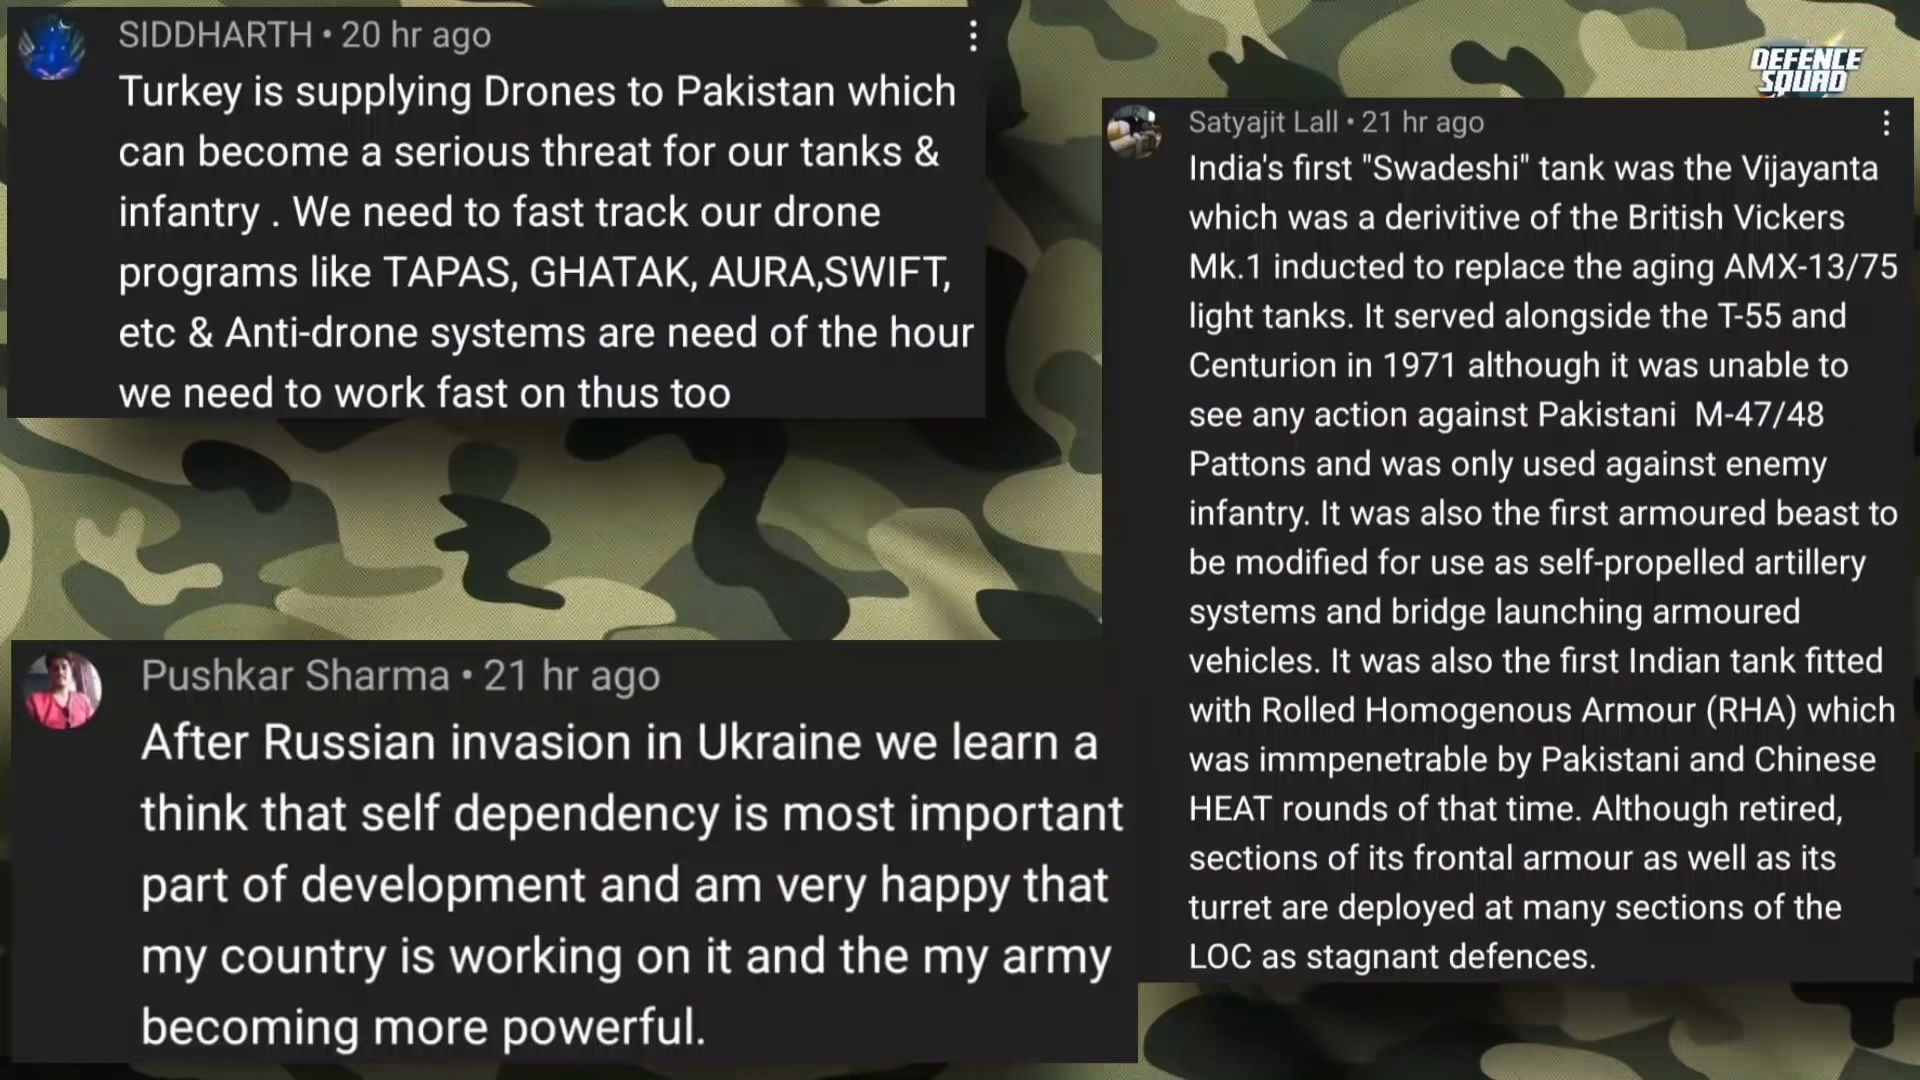 SIDDHARTH • 20 hr ago
Turkey is supplying Drones to Pakistan which
can become a serious threat for our tanks &
infantry . We need to fast track our drone
programs like TAPAS, GHATAK, AURA,SWIFT,
etc & Anti-drone systems are need of the hour
we need to work fast on thus too
Pushkar Sharma • 21 hr ago
After Russian invasion in Ukraine we learn a
think that self dependency is most important
part of development and am very happy that
my country is working on it and the my army
becoming more powerful.
DEFENCE
SQUAD
Satyajit Lall • 21 hr ago
India's first "Swadeshi" tank was the Vijayanta
which was a derivitive of the British Vickers
Mk.1 inducted to replace the aging AMX-13/75
light tanks. It served alongside the T-55 and
Centurion in 1971 although it was unable to
see any action against Pakistani  M-47/48
Pattons and was only used against enemy
infantry. It was also the first armoured beast to
be modified for use as self-propelled artillery
systems and bridge launching armoured
vehicles. It was also the first Indian tank fitted
with Rolled Homogenous Armour (RHA) which
was immpenetrable by Pakistani and Chinese
HEAT rounds of that time. Although retired,
sections of its frontal armour as well as its
turret are deployed at many sections of the
LOC as stagnant defences.